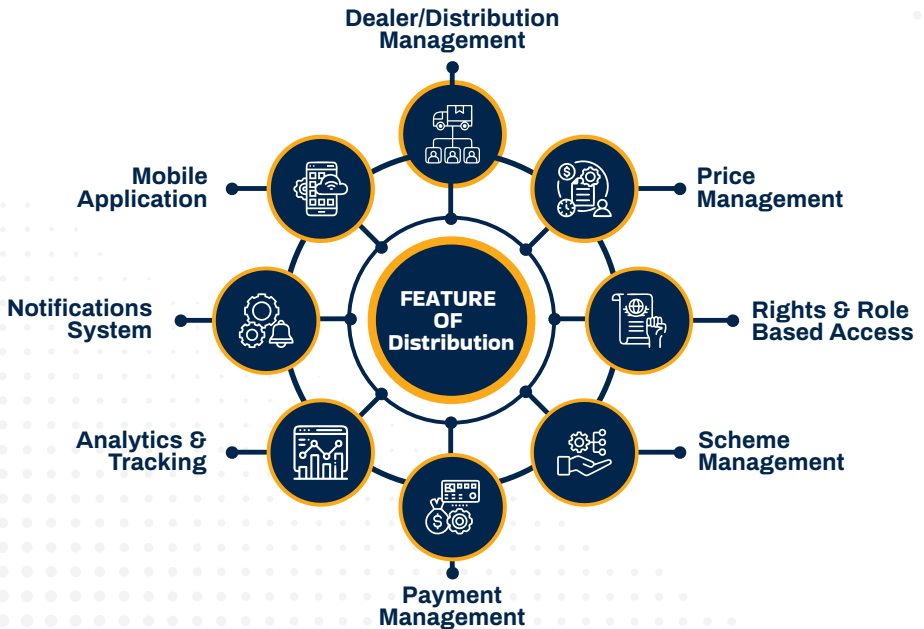 Dealer/Distribution
Management
Mobile
Application
Price
Management
Notifications
System
FEATURE
OF
Distribution
Rights & Role
Based Access
Analytics &
Tracking
Scheme
Management
Payment
Management